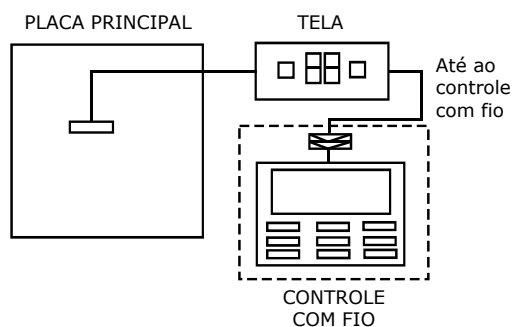 PLACA PRINCIPAL
TELA
Até ao
controle
com fio
CONTROLE
COM FIO